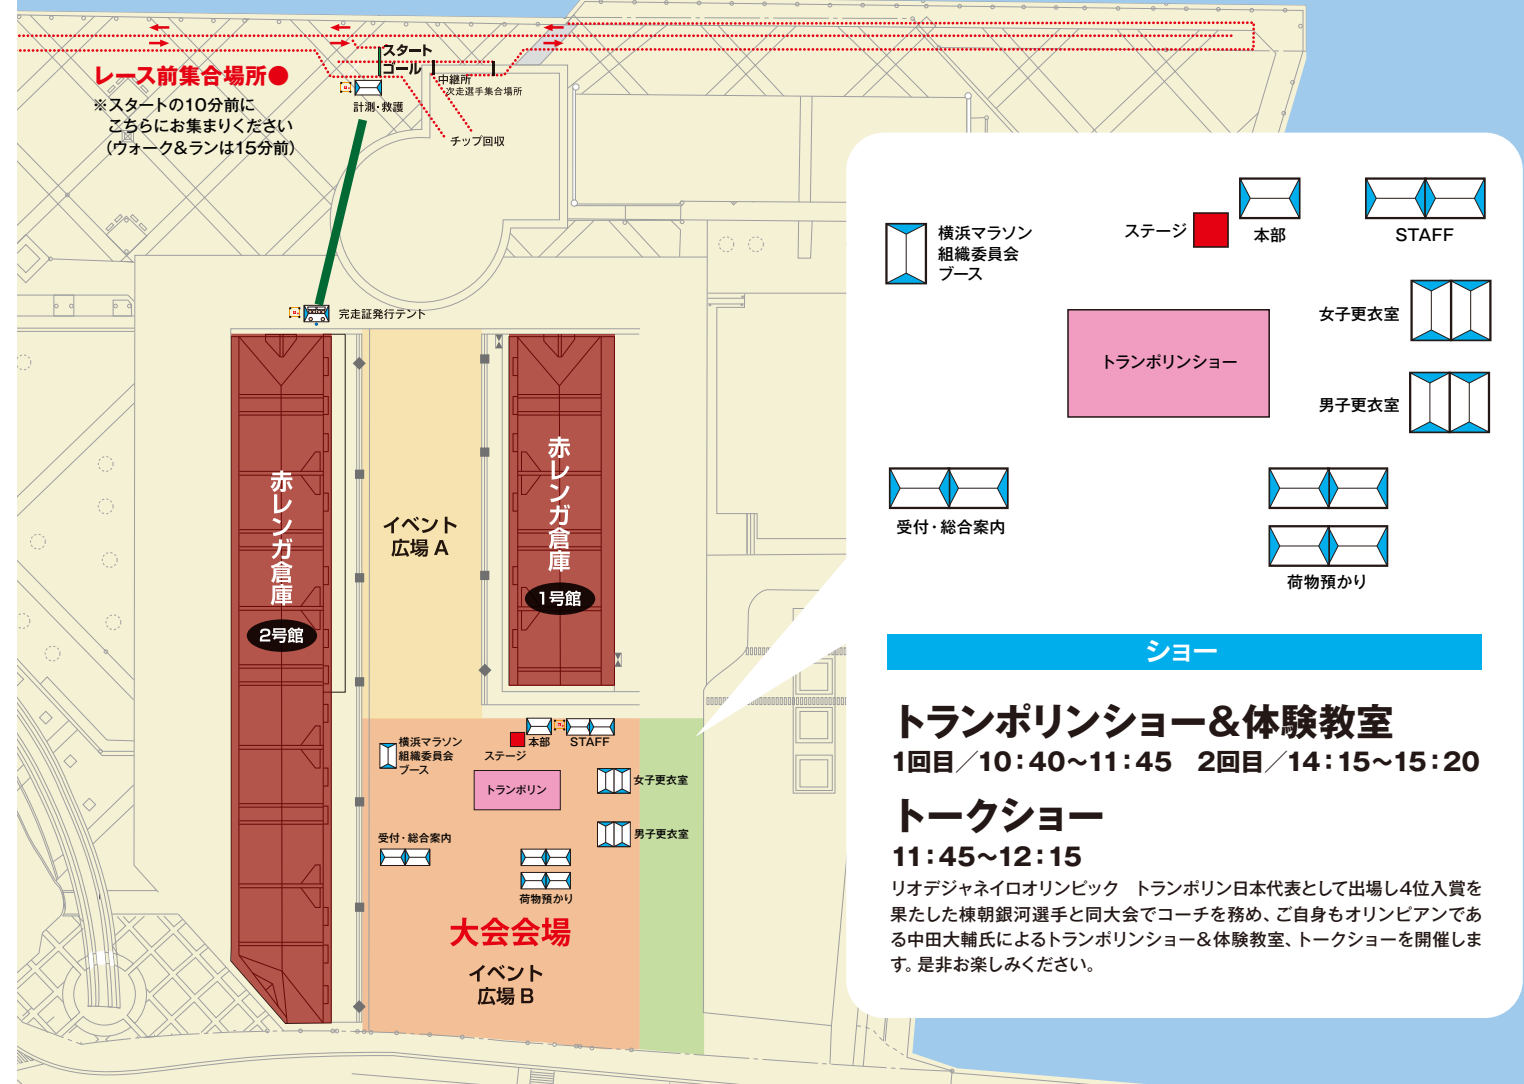 スタート
ゴール
中継所
次走選手集合場所
レース前集合場所●
※スタートの10分前に
こちらにお集まりください
(ウォーク&ランは15分前)
計測・救護
チップ回収
完走証発行テント
赤レンガ倉庫
2号館
イベント
広場 A
赤レンガ倉庫
1号館
横浜マラソン
組織委員会
ブース
ステージ
本部
STAFF
トランポリン
女子更衣室
男子更衣室
受付・総合案内
荷物預かり
大会会場
イベント
広場 B
横浜マラソン
組織委員会
ブース
ステージ
本部
STAFF
女子更衣室
トランポリンショー
男子更衣室
受付・総合案内
荷物預かり
ショー
トランポリンショー&体験教室
1回目/10:40~11:45 2回目/14:15~15:20
トークショー
11:45~12:15
リオデジャネイロオリンピック トランポリン日本代表として出場し4位入賞を
果たした棟朝銀河選手と同大会でコーチを務め、ご自身もオリンピアンであ
る中田大輔氏によるトランポリンショー&体験教室、トークショーを開催しま
す。是非お楽しみください。